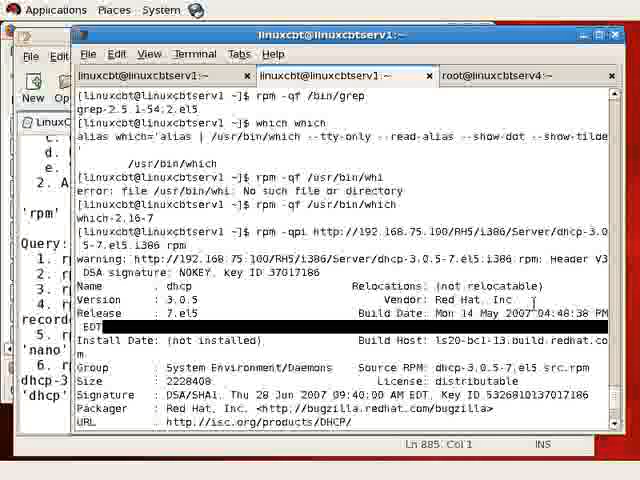 Applications Places System
linuxcbt@linuxcbtserv1:~
File Edit View Terminal Tabs Help
linuxcbt@linuxcbtserv1:~ linuxcbt@linuxcbtserv1:~ root@linuxcbtserv4:~
[linuxcbt@linuxcbtserv1 ~]$ rpm -qf /bin/grep
grep-2.5.1-54.2.el5
[linuxcbt@linuxcbtserv1 ~]$ which which
alias which='alias | /usr/bin/which --tty-only --read-alias --show-dot --show-tilde
'
/usr/bin/which
[linuxcbt@linuxcbtserv1 ~]$ rpm -qf /usr/bin/whi
error: file /usr/bin/whi: No such file or directory
[linuxcbt@linuxcbtserv1 ~]$ rpm -qf /usr/bin/which
which-2.16-7
[linuxcbt@linuxcbtserv1 ~]$ rpm -qpi http://192.168.75.100/RH5/i386/Server/dhcp-3.0
.5-7.el5.i386.rpm
warning: http://192.168.75.100/RH5/i386/Server/dhcp-3.0.5-7.el5.i386.rpm: Header V3
DSA signature: NOKEY, key ID 37017186
Name : dhcp Relocations: (not relocatable)
Version : 3.0.5 Vendor: Red Hat, Inc.
Release : 7.el5 Build Date: Mon 14 May 2007 04:48:38 PM
EDT
Install Date: (not installed) Build Host: ls20-bc1-13.build.redhat.co
m
Group : System Environment/Daemons Source RPM: dhcp-3.0.5-7.el5.src.rpm
Size : 2228408 License: distributable
Signature : DSA/SHA1, Thu 28 Jun 2007 09:40:00 AM EDT, Key ID 5326810137017186
Packager : Red Hat, Inc. <http://bugzilla.redhat.com/bugzilla>
URL : http://isc.org/products/DHCP/
File
New Op
LinuxC
c.
d.
e.
2. A
'rpm'
Query:
1. r
2. r
3. r
4. r
record
5. r
'nano'
6. r
dhcp-3
'dhcp'
Ln 885, Col 1 INS